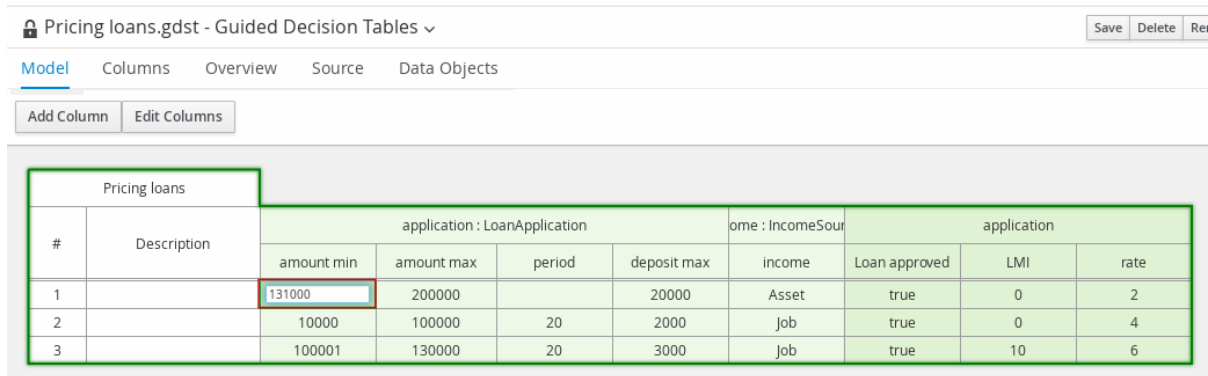 Pricing loans.gdst - Guided Decision Tables
Save Delete Rer
Model Columns Overview Source Data Objects
Add Column Edit Columns
Pricing loans
# Description application : LoanApplication ome : IncomeSour application
amount min amount max period deposit max income Loan approved LMI rate
1 131000 200000 20000 Asset true 0 2
2 10000 100000 20 2000 Job true 0 4
3 100001 130000 20 3000 Job true 10 6